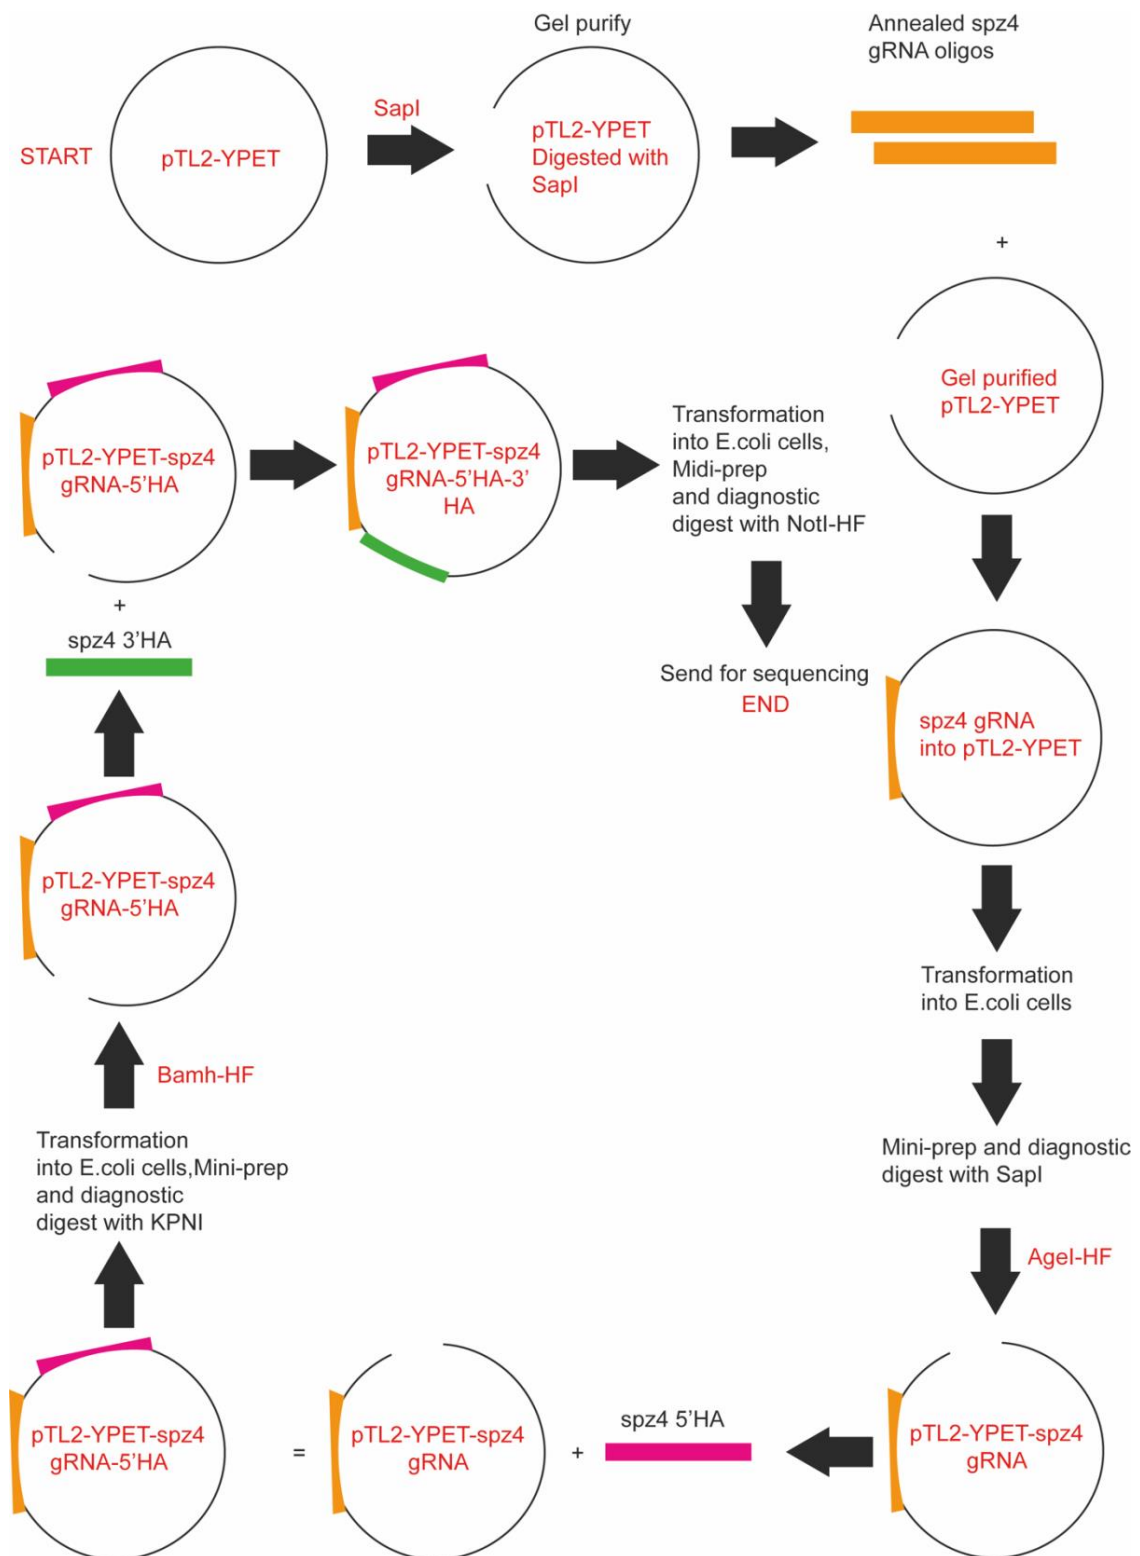 START
pTL2-YPET
SapI
Gel purify
pTL2-YPET
Digested with
SapI
Annealed spz4
gRNA oligos
+
Gel purified
pTL2-YPET
spz4 gRNA
into pTL2-YPET
Transformation
into E.coli cells
Mini-prep and diagnostic
digest with SapI
AgeI-HF
pTL2-YPET-spz4
gRNA
spz4 5'HA
+
pTL2-YPET-spz4
gRNA
=
pTL2-YPET-spz4
gRNA-5'HA
Transformation
into E.coli cells,Mini-prep
and diagnostic
digest with KPNI
Bamh-HF
pTL2-YPET-spz4
gRNA-5'HA
spz4 3'HA
+
pTL2-YPET-spz4
gRNA-5'HA
pTL2-YPET-spz4
gRNA-5'HA-3'
HA
Transformation
into E.coli cells,
Midi-prep
and diagnostic
digest with NotI-HF
Send for sequencing
END